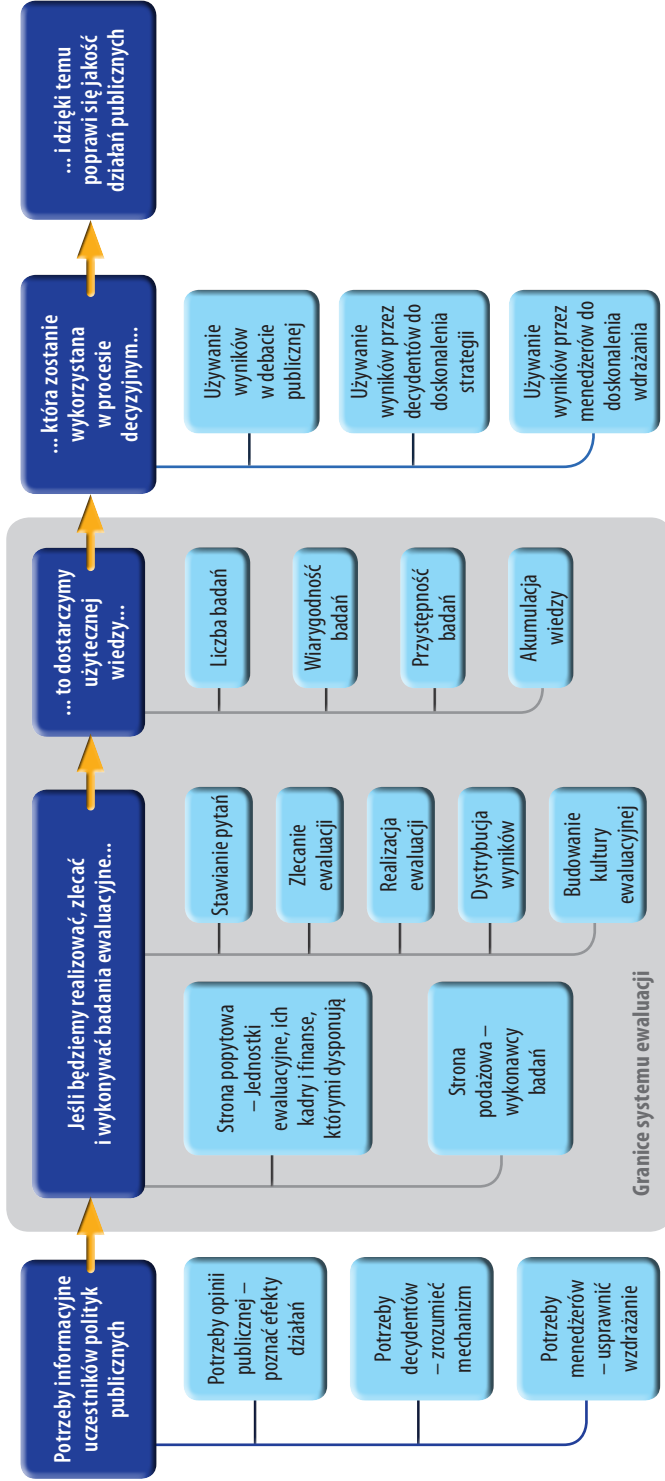 Potrzeby informacyjne
uczestników polityk
publicznych
Potrzeby opinii
publicznej –
poznać efekty
działań
Potrzeby
decydentów
– zrozumieć
mechanizm
Potrzeby
menedżerów
– usprawnić
wzdrażanie
Jeśli będziemy realizować, zlecać
i wykonywać badania ewaluacyjne...
Strona popytowa
– Jednostki
ewaluacyjne, ich
kadry i finanse,
którymi dysponują
Strona
podażowa –
wykonawcy
badań
Stawianie pytań
Zlecanie
ewaluacji
Realizacja
ewaluacji
Dystrybucja
wyników
Budowanie
kultury
ewaluacyjnej
... to dostarczymy
użytecznej
wiedzy...
Liczba badań
Wiarygodność
badań
Przystępność
badań
Akumulacja
wiedzy
Granice systemu ewaluacji
... która zostanie
wykorzystana
w procesie
decyzyjnym...
Używanie
wyników
w debacie
publicznej
Używanie
wyników przez
decydentów do
doskonalenia
strategii
Używanie
wyników przez
menedżerów do
doskonalenia
wdrażania
... i dzięki temu
poprawi się jakość
działań publicznych